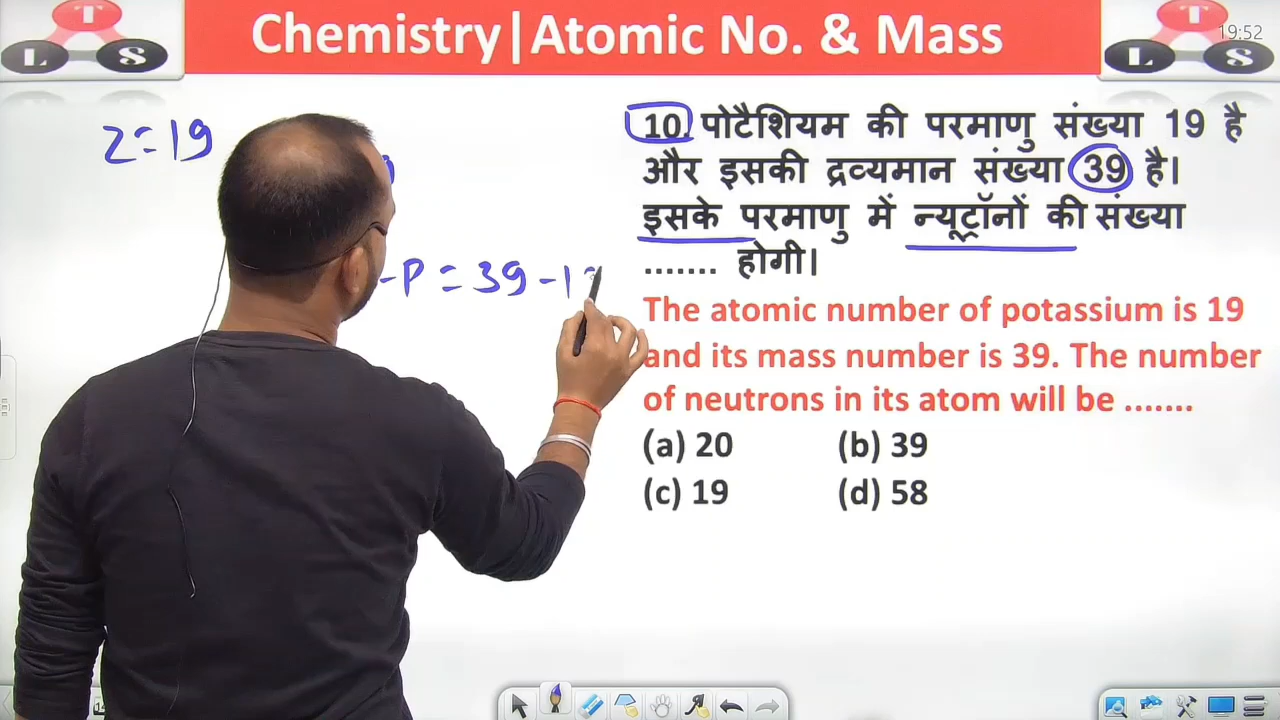 Chemistry|Atomic No. & Mass
T
L S
T
L S
19:52
Z=19
-P = 39-1
10. पोटैशियम की परमाणु संख्या 19 है
और इसकी द्रव्यमान संख्या 39 है।
इसके परमाणु में न्यूट्रॉनों की संख्या
....... होगी।
The atomic number of potassium is 19
and its mass number is 39. The number
of neutrons in its atom will be .......
(a) 20 (b) 39
(c) 19 (d) 58